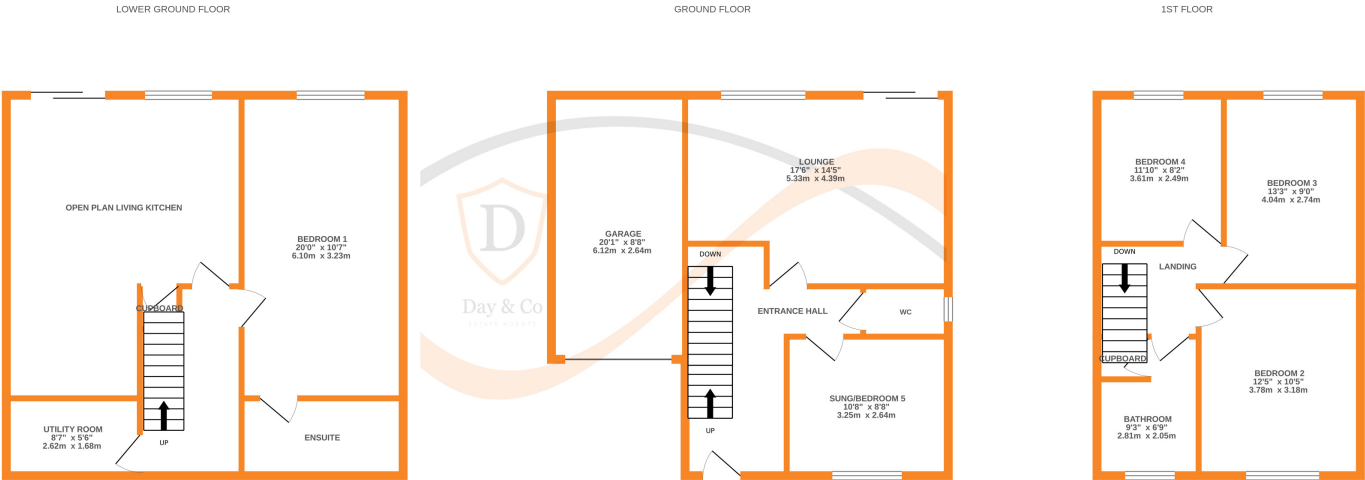 LOWER GROUND FLOOR
OPEN PLAN LIVING KITCHEN
BEDROOM 1
20'0" x 10'7"
6.10m x 3.23m
CUPBOARD
UTILITY ROOM
8'7" x 5'6"
2.62m x 1.68m
UP
ENSUITE
GROUND FLOOR
LOUNGE
17'6" x 14'5"
5.33m x 4.39m
GARAGE
20'1" x 8'8"
6.12m x 2.64m
DOWN
ENTRANCE HALL
WC
SUNG/BEDROOM 5
10'8" x 8'8"
3.25m x 2.64m
UP
D
Day & Co
ESTATE AGENTS
1ST FLOOR
BEDROOM 4
11'10" x 8'2"
3.61m x 2.49m
BEDROOM 3
13'3" x 9'0"
4.04m x 2.74m
DOWN
LANDING
CUPBOARD
BEDROOM 2
12'5" x 10'5"
3.78m x 3.18m
BATHROOM
9'3" x 6'9"
2.81m x 2.05m